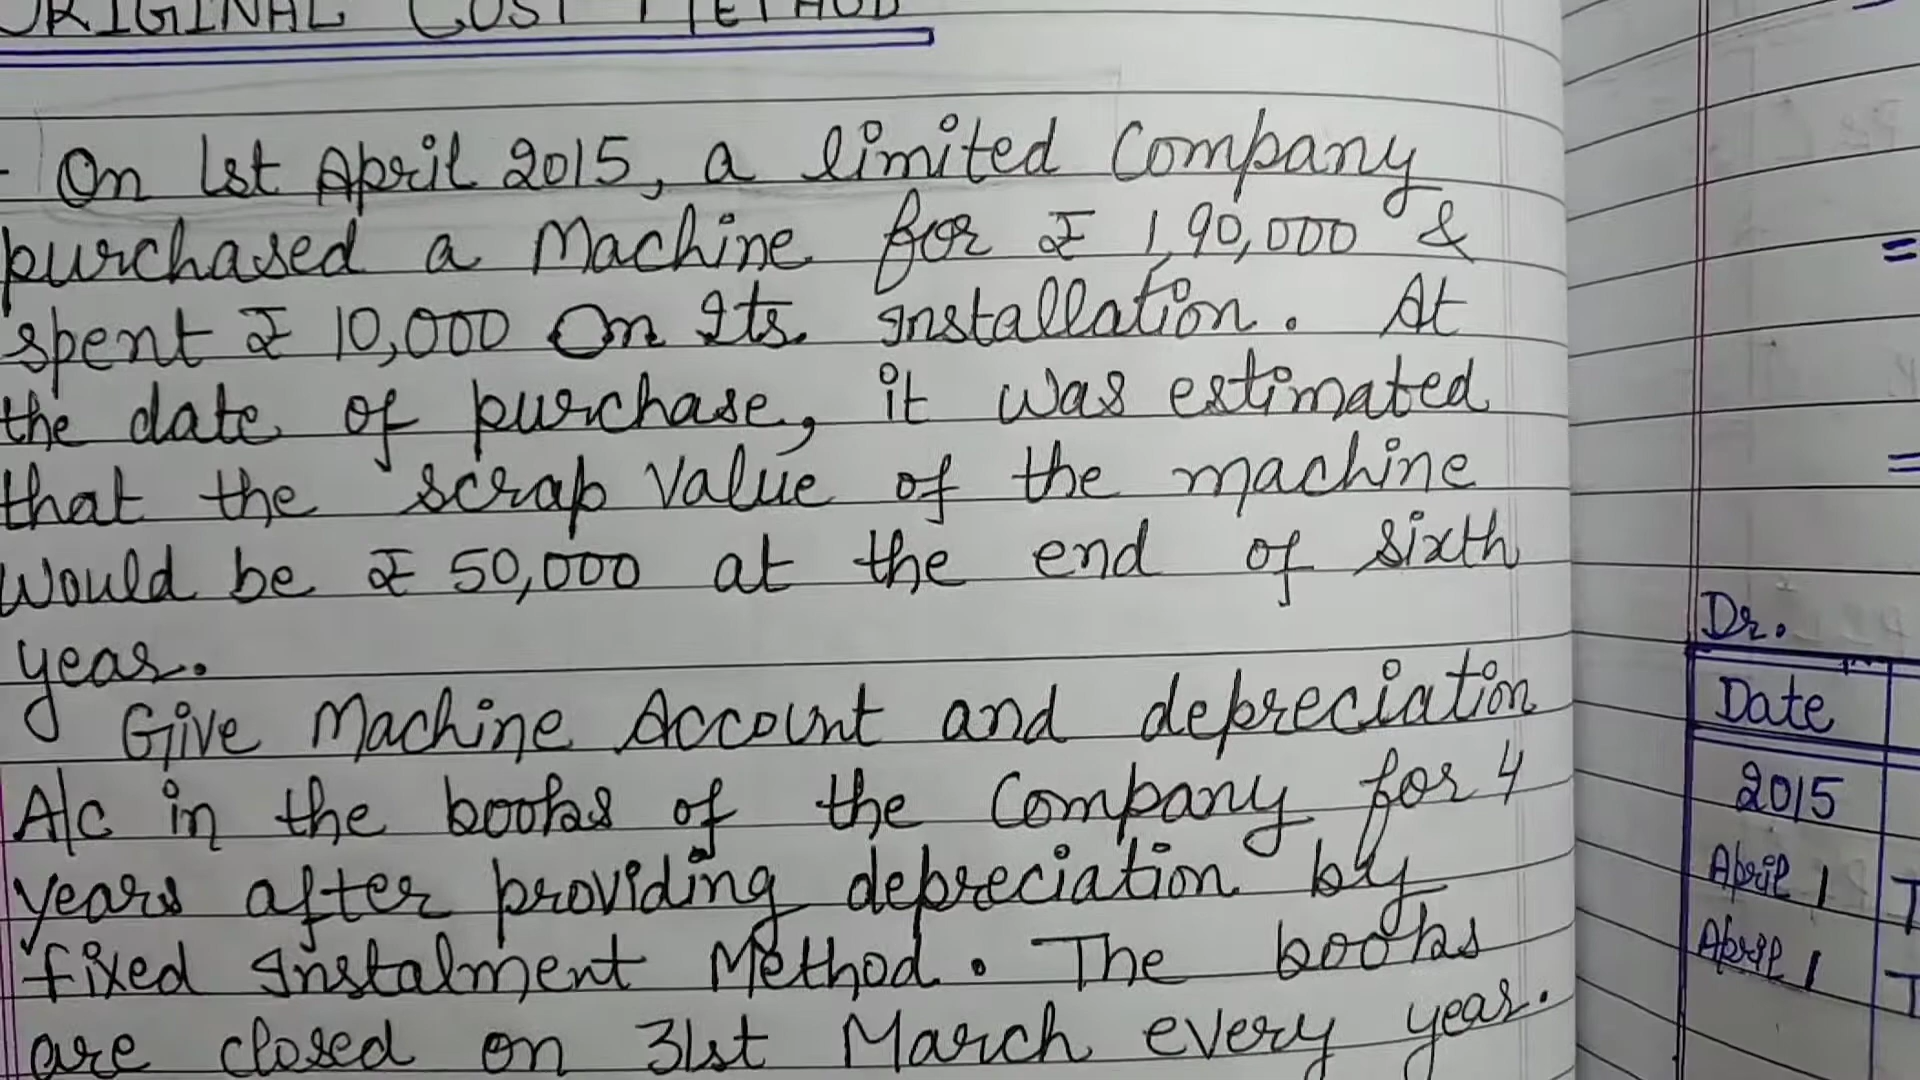 ORIGINAL COST METHOD
- On 1st April 2015, a limited Company
purchased a Machine for ₹ 1,90,000 &
spent ₹ 10,000 On Its. Installation. At
the date of purchase, it was estimated
that the scrap Value of the machine
Would be ₹ 50,000 at the end of sixth
year.
Give Machine Account and depreciation
A/c in the books of the Company for 4
years after providing depreciation by
fixed Instalment Method. The books
are closed on 31st March every year.
=
=
Dr.
Date
2015
April 1 T
April 1 T